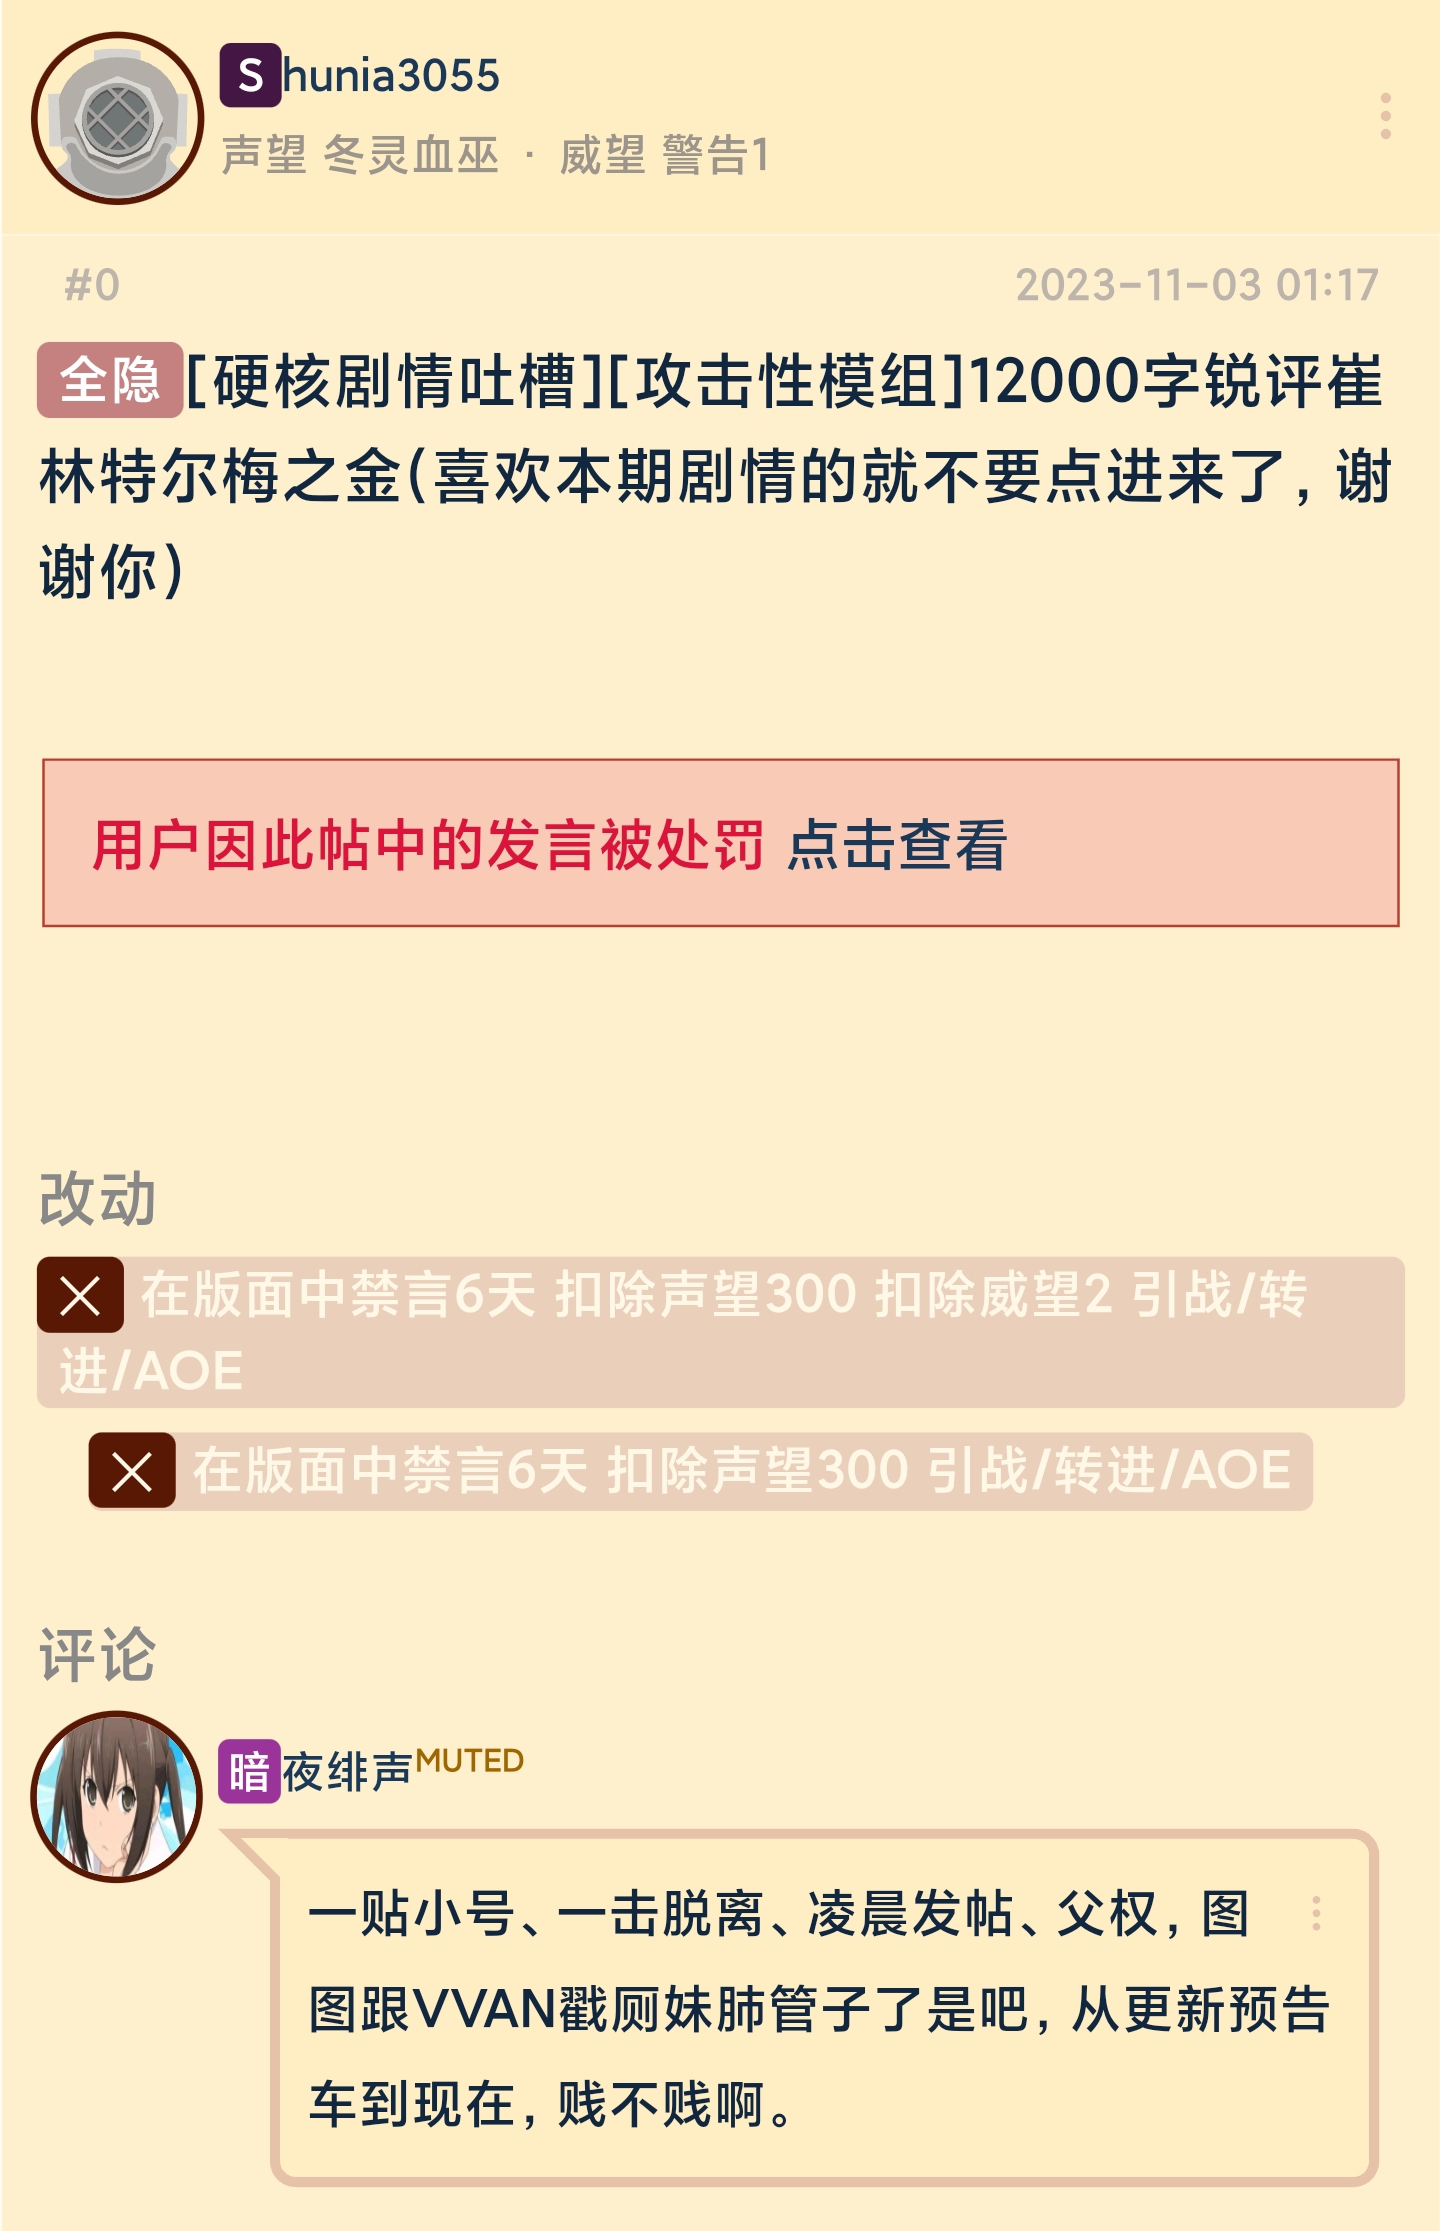 Shunia3055
声望 冬灵血巫 · 威望 警告1
#0
2023-11-03 01:17
全隐[硬核剧情吐槽][攻击性模组]12000字锐评崔
林特尔梅之金(喜欢本期剧情的就不要点进来了，谢
谢你)
用户因此帖中的发言被处罚 点击查看
改动
在版面中禁言6天 扣除声望300 扣除威望2 引战/转
进/AOE
在版面中禁言6天 扣除声望300 引战/转进/AOE
评论
暗夜绯声MUTED
一贴小号、一击脱离、凌晨发帖、父权，图
图跟VVAN戳厕妹肺管子了是吧，从更新预告
车到现在，贱不贱啊。